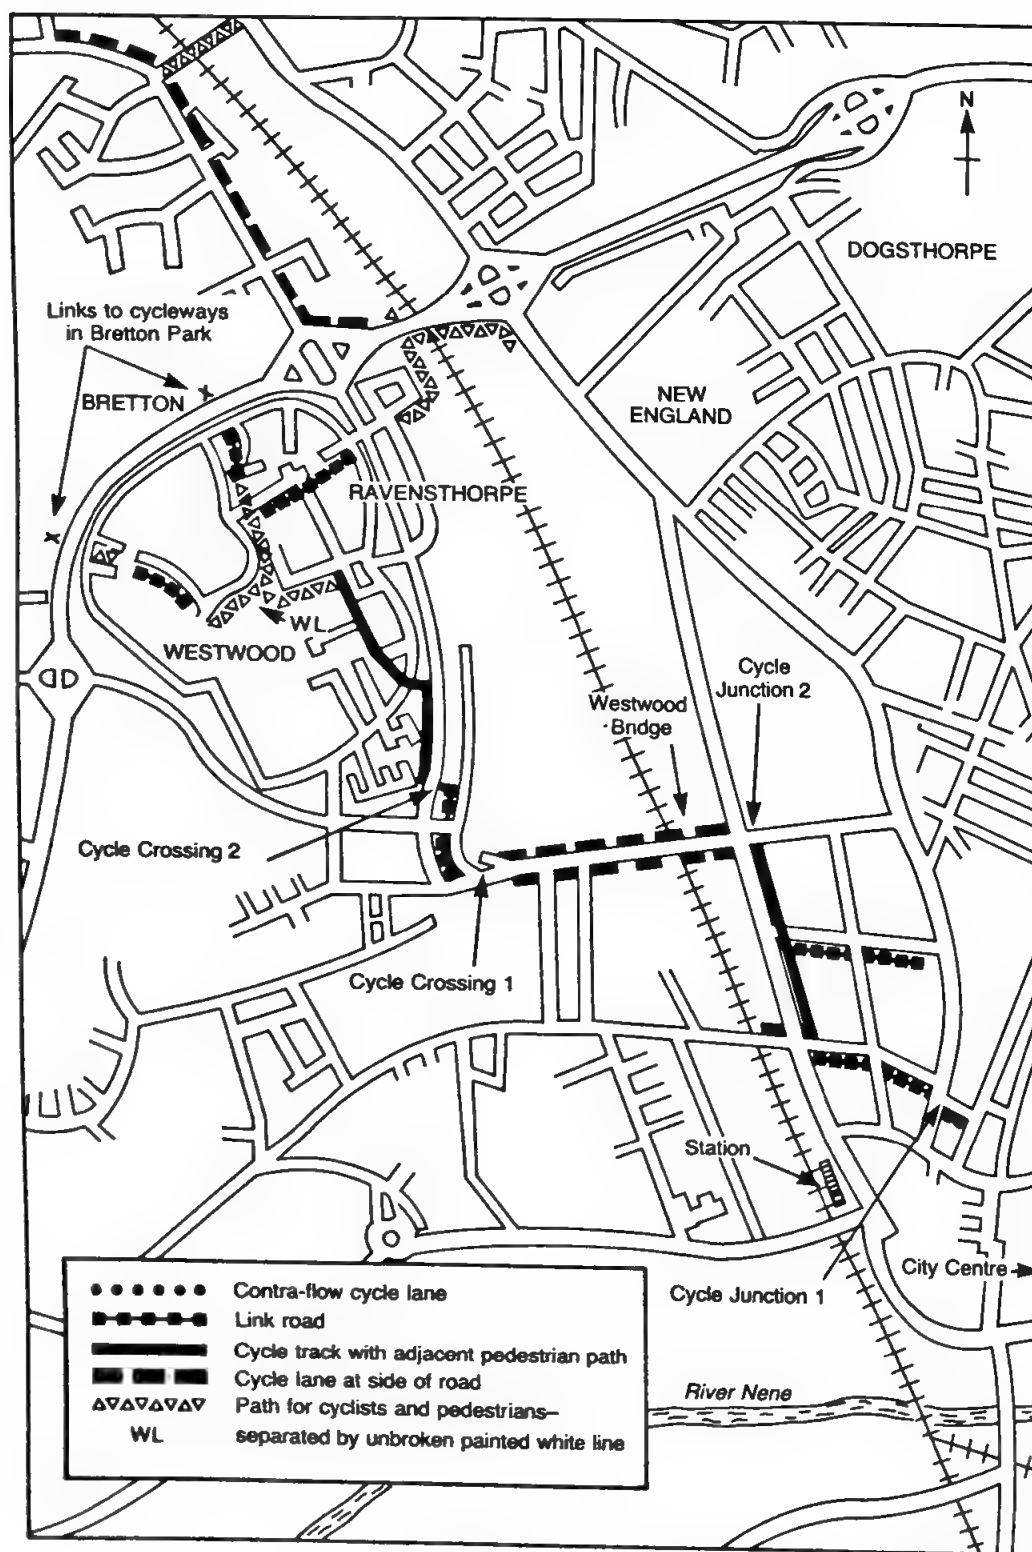 N
DOGSTHORPE
Links to cycleways
in Bretton Park
BRETTON
NEW
ENGLAND
RAVENSTHORPE
WL
WESTWOOD
Cycle
Junction 2
Westwood
Bridge
Cycle Crossing 2
Cycle Crossing 1
Station
City Centre
Cycle Junction 1
Contra-flow cycle lane
Link road
Cycle track with adjacent pedestrian path
Cycle lane at side of road
Path for cyclists and pedestrians–
WL separated by unbroken painted white line
River Nene